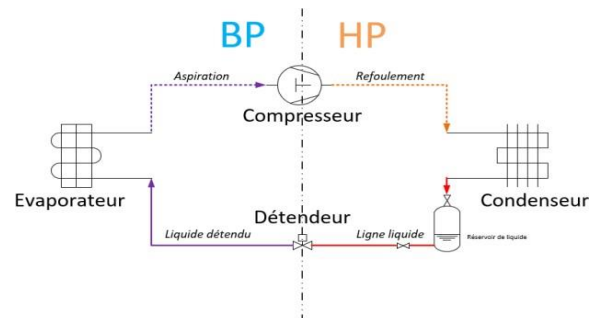 BP HP
Aspiration
Refoulement
Compresseur
Evaporateur
Condenseur
Détendeur
Liquide détendu
Ligne liquide
Réservoir de liquide